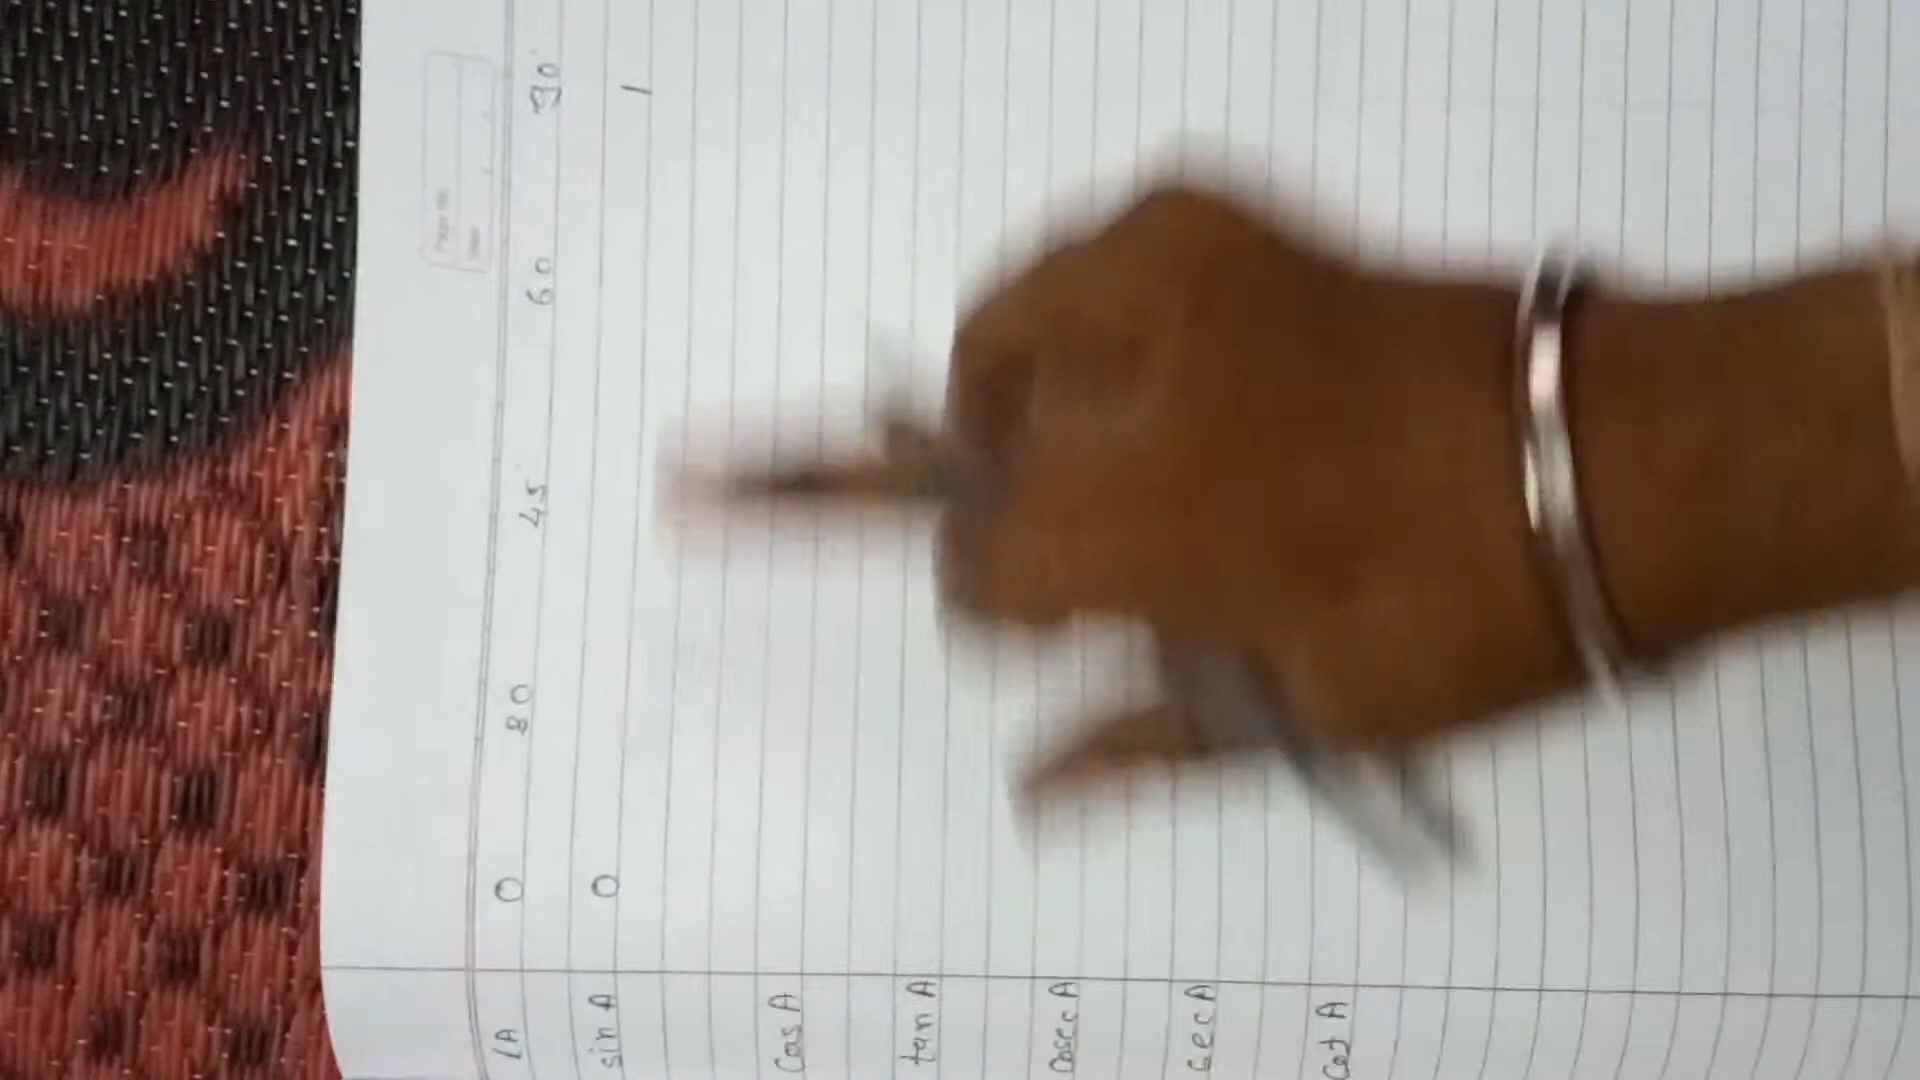 ∠A 0 30 45° 60 90°
sin A 0 1
Cos A
tan A
Cosec A
sec A
Cot A